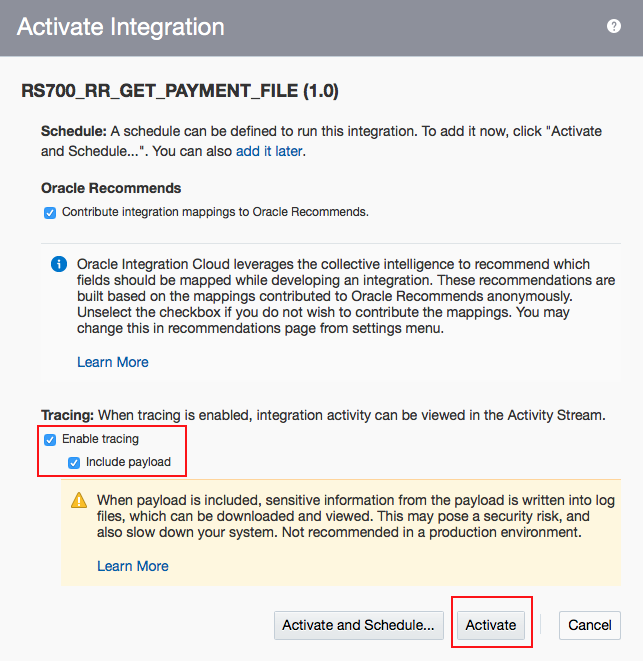 Activate Integration
?
RS700_RR_GET_PAYMENT_FILE (1.0)
Schedule: A schedule can be defined to run this integration. To add it now, click "Activate
and Schedule...". You can also add it later.
Oracle Recommends
Contribute integration mappings to Oracle Recommends.
Oracle Integration Cloud leverages the collective intelligence to recommend which
fields should be mapped while developing an integration. These recommendations are
built based on the mappings contributed to Oracle Recommends anonymously.
Unselect the checkbox if you do not wish to contribute the mappings. You may
change this in recommendations page from settings menu.
Learn More
Tracing: When tracing is enabled, integration activity can be viewed in the Activity Stream.
Enable tracing
Include payload
When payload is included, sensitive information from the payload is written into log
files, which can be downloaded and viewed. This may pose a security risk, and
also slow down your system. Not recommended in a production environment.
Learn More
Activate and Schedule... Activate Cancel